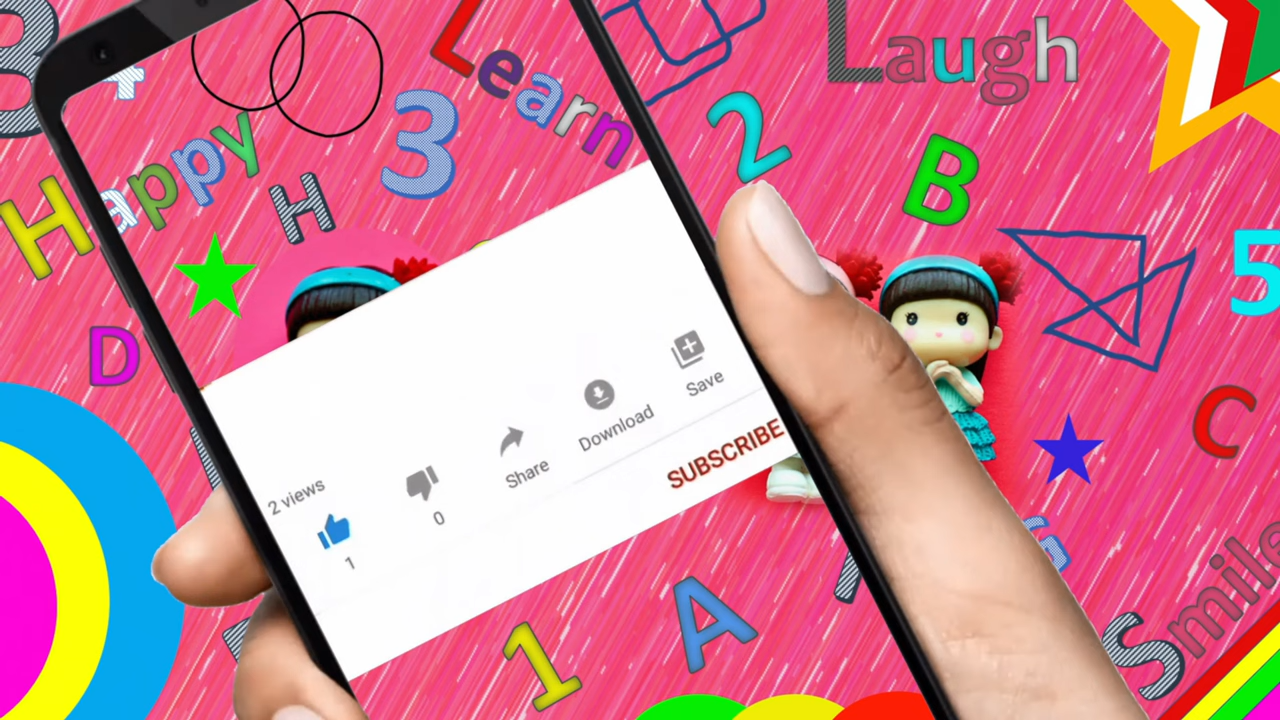 Laugh
Learn
3
Happy
2
B
H
5
D
Save
Download
Share
C
SUBSCRIBE
2 views
0
1
Smile
A
1